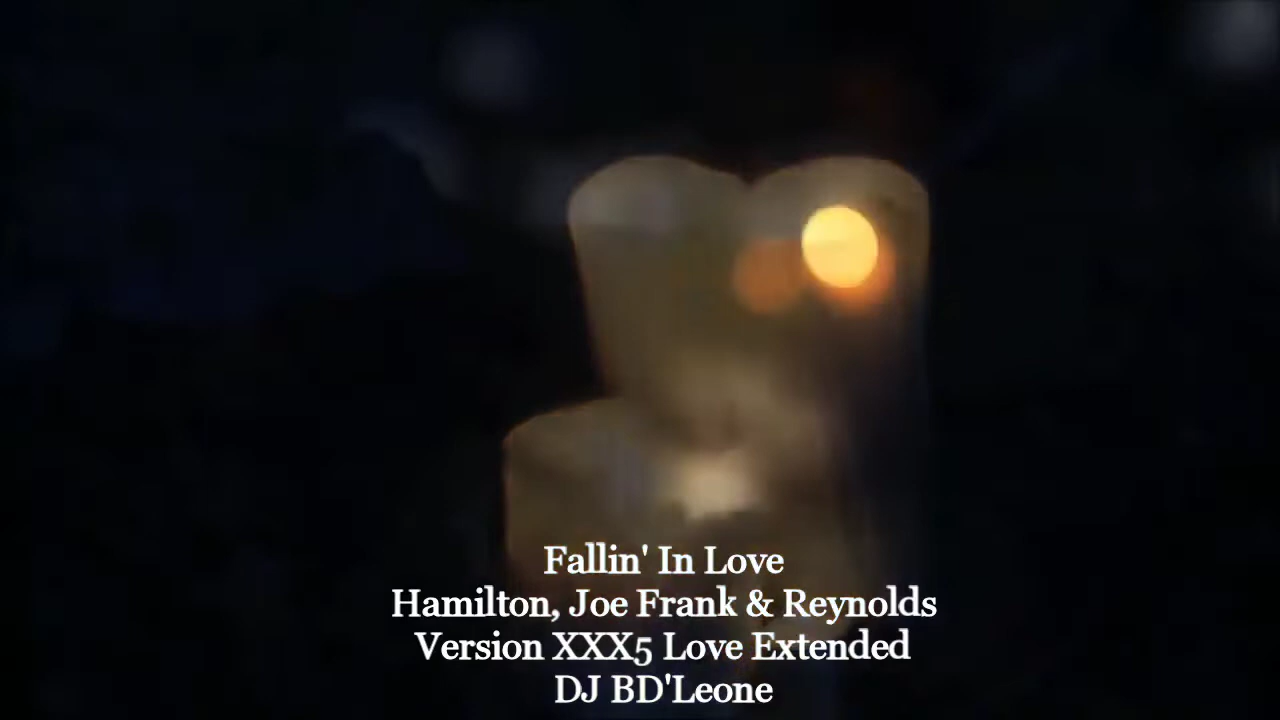 Fallin' In Love
Hamilton, Joe Frank & Reynolds
Version XXX5 Love Extended
DJ BD'Leone